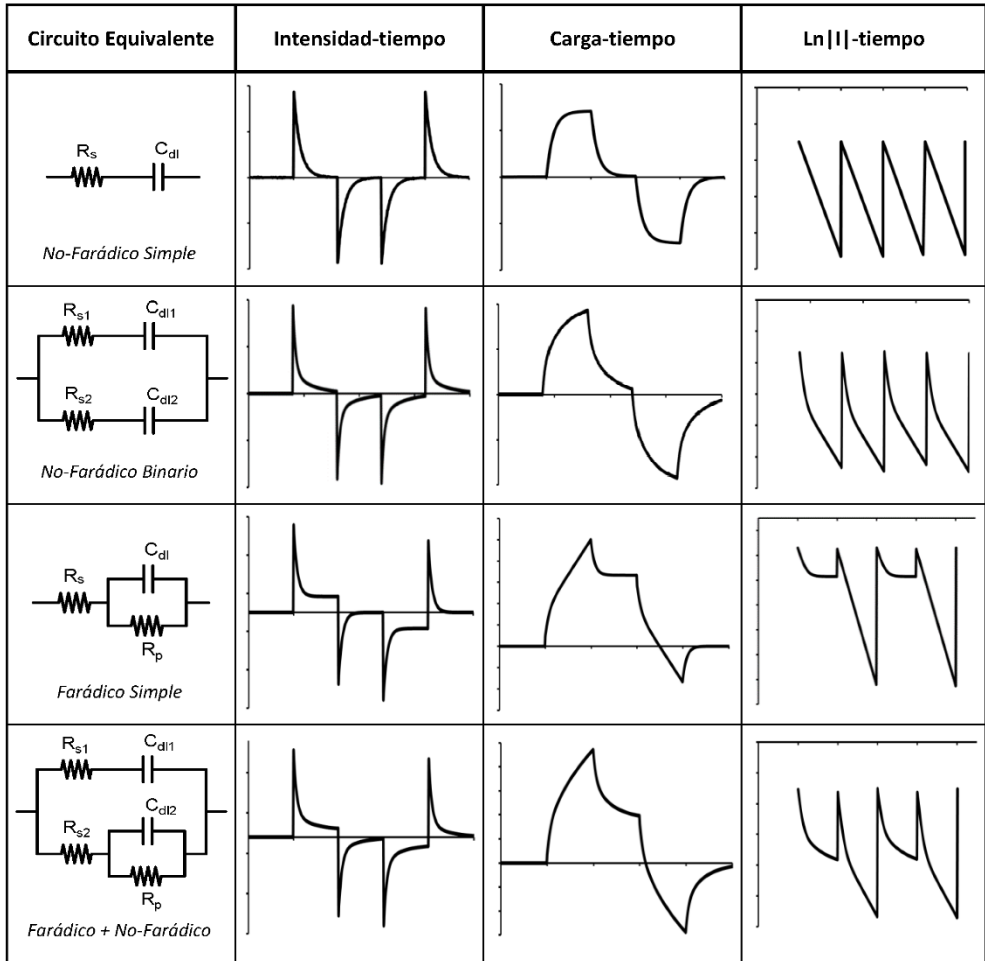 Circuito Equivalente
Intensidad-tiempo
Carga-tiempo
Ln|I|-tiempo
Rs
Cdl
No-Farádico Simple
Rs1
Cdl1
Rs2
Cdl2
No-Farádico Binario
Cdl
Rs
Rp
Farádico Simple
Rs1
Cdl1
Cdl2
Rs2
Rp
Farádico + No-Farádico